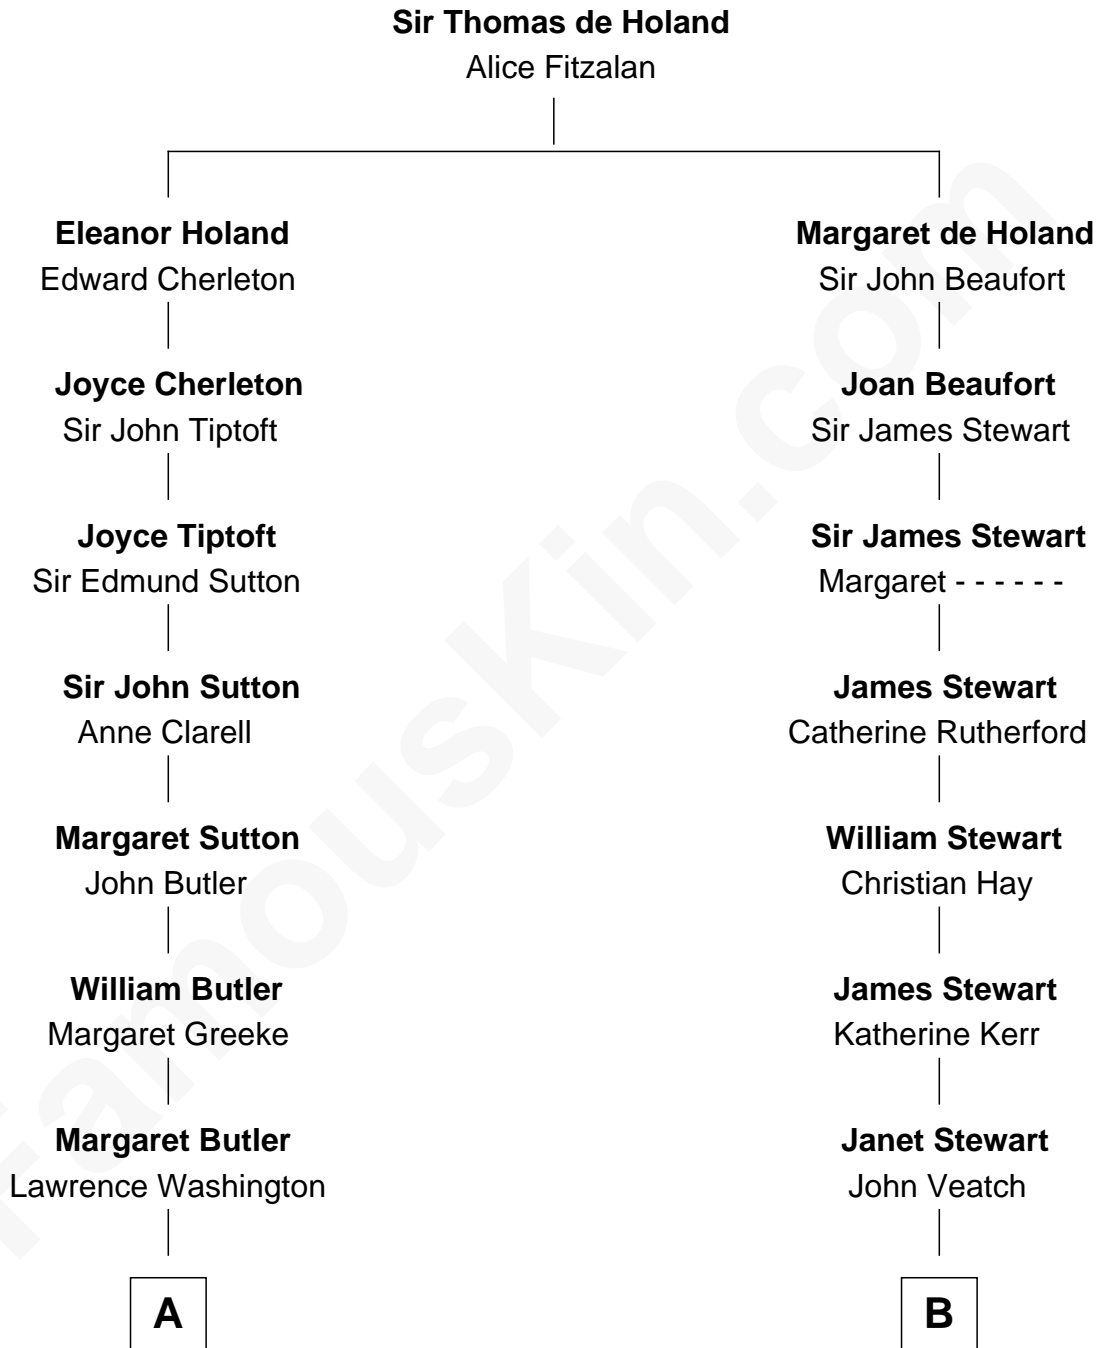 Sir Thomas de Holand
Alice Fitzalan
Eleanor Holand
Edward Cherleton
Joyce Cherleton
Sir John Tiptoft
Joyce Tiptoft
Sir Edmund Sutton
Sir John Sutton
Anne Clarell
Margaret Sutton
John Butler
William Butler
Margaret Greeke
Margaret Butler
Lawrence Washington
A
Margaret de Holand
Sir John Beaufort
Joan Beaufort
Sir James Stewart
Sir James Stewart
Margaret - - - - - -
James Stewart
Catherine Rutherford
William Stewart
Christian Hay
James Stewart
Katherine Kerr
Janet Stewart
John Veatch
B
FamousKin.com